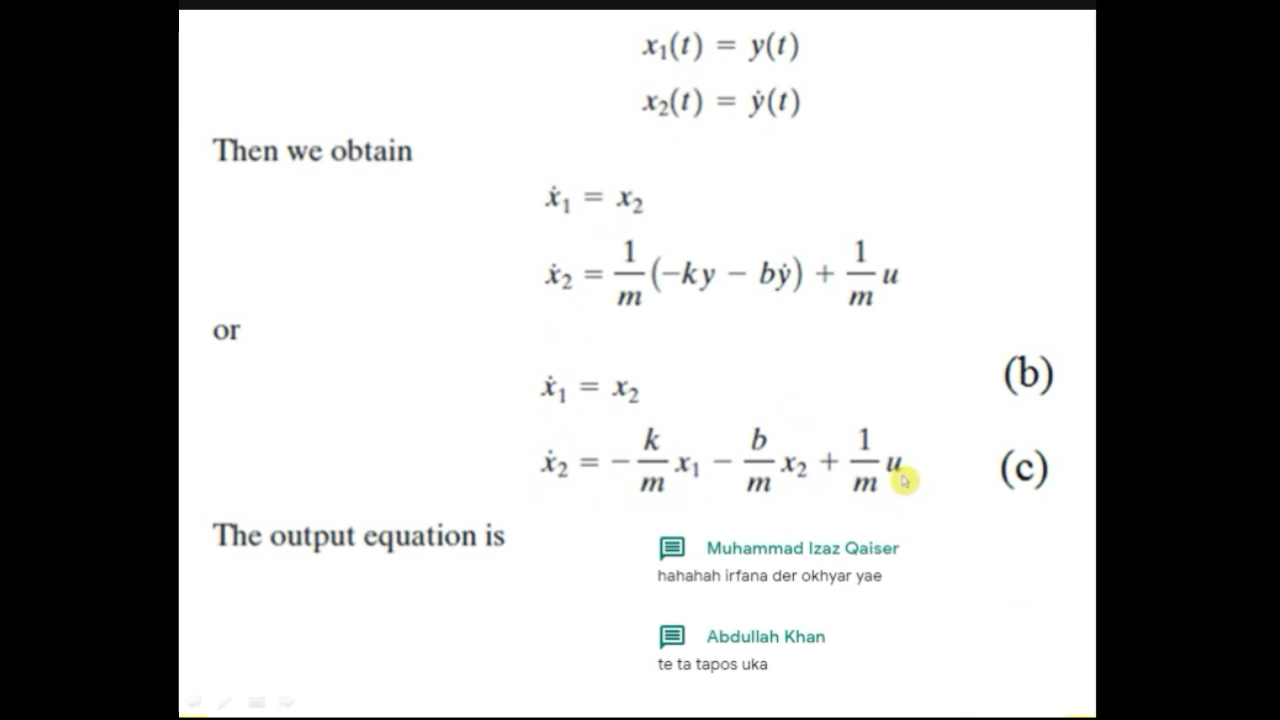 x₁(t) = y(t)
x₂(t) = ẏ(t)
Then we obtain
ẋ₁ = x₂
ẋ₂ = 1/m (−ky − bẏ) + 1/m u
or
ẋ₁ = x₂ (b)
ẋ₂ = − k/m x₁ − b/m x₂ + 1/m u (c)
The output equation is
Muhammad Izaz Qaiser
hahahah irfana der okhyar yae
Abdullah Khan
te ta tapos uka